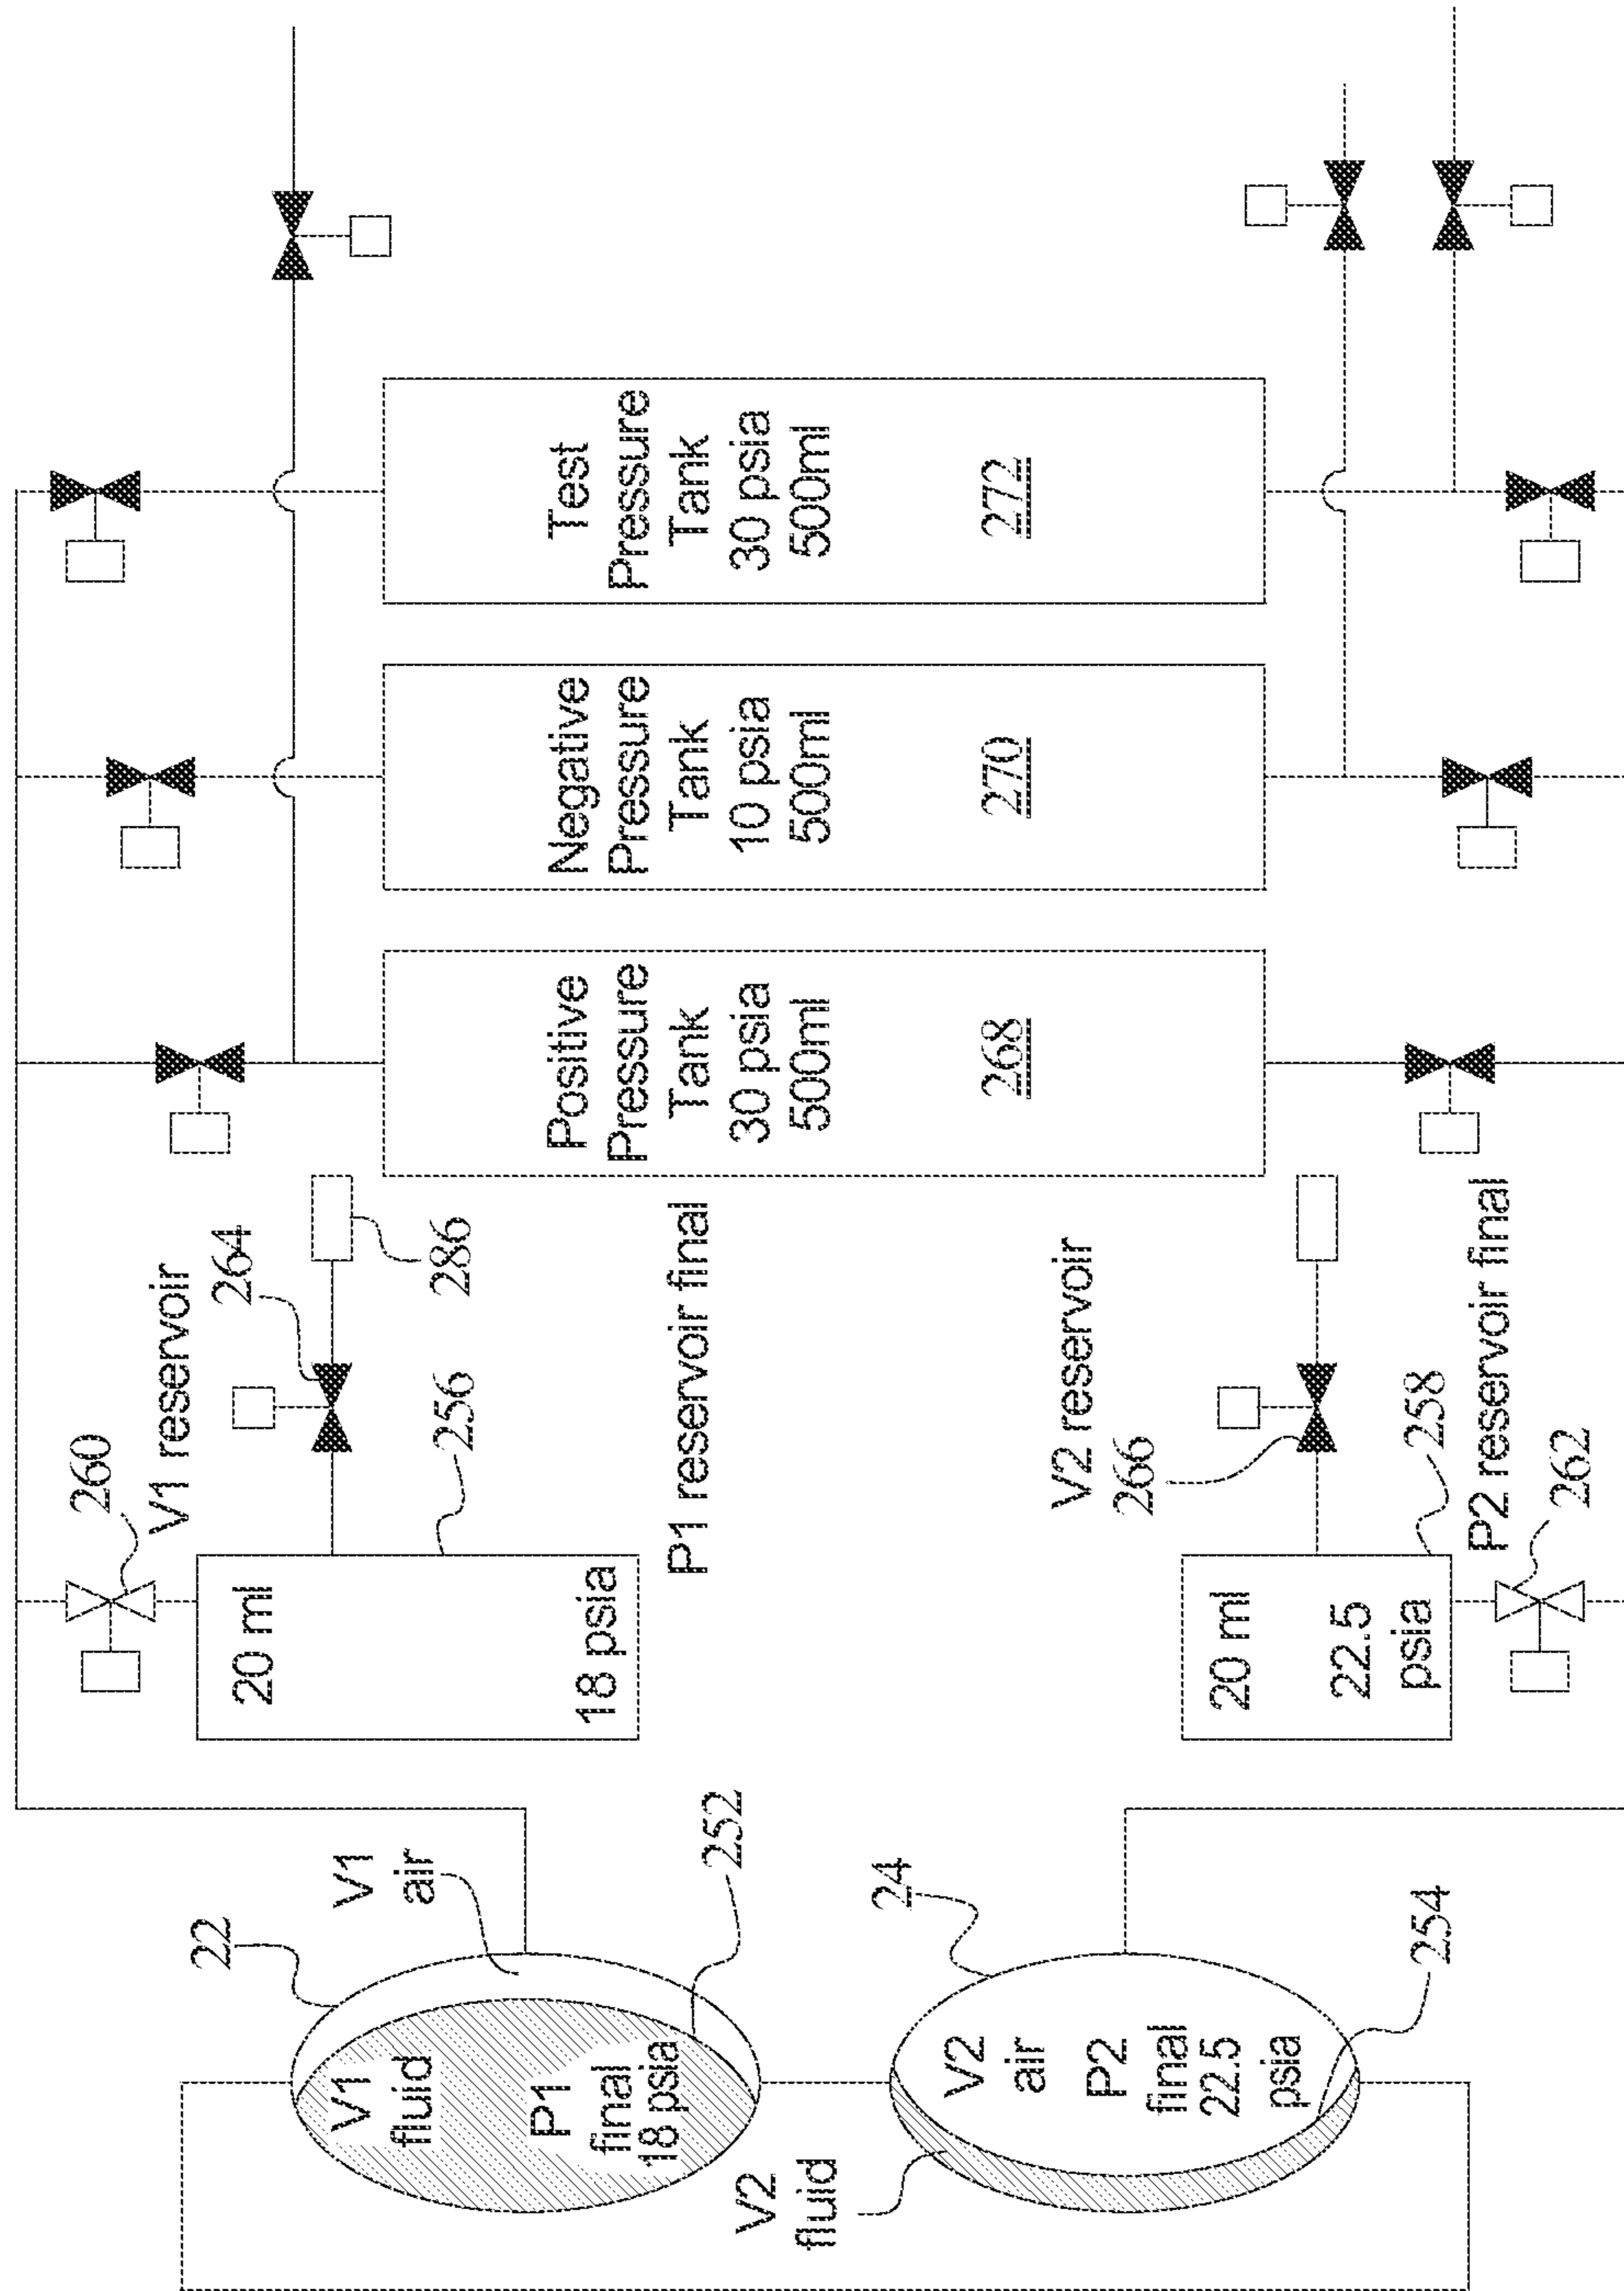 260
V1 reservoir
264
20 ml
18 psia
256
286
P1 reservoir final
22
V1
air
V1
fluid
P1
final
18 psia
252
V2
fluid
24
V2
air
P2
final
22.5
psia
254
V2 reservoir
266
20 ml
22.5
psia
258
P2 reservoir final
262
Positive
Pressure
Tank
30 psia
500ml
268
Negative
Pressure
Tank
10 psia
500ml
270
Test
Pressure
Tank
30 psia
500ml
272